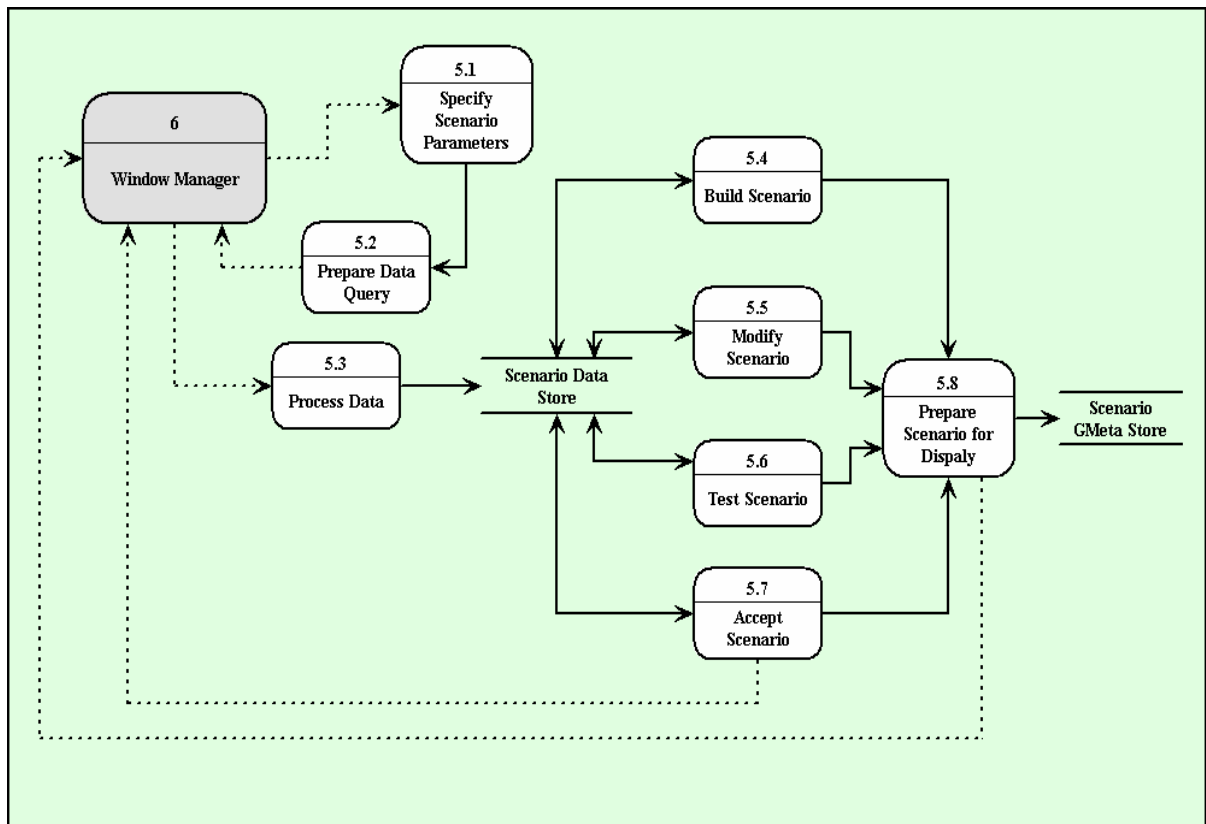 5.1
Specify
Scenario
Parameters
6
Window Manager
5.4
Build Scenario
5.2
Prepare Data
Query
5.5
Modify
Scenario
5.3
Process Data
Scenario Data
Store
5.8
Prepare
Scenario for
Dispaly
Scenario
GMeta Store
5.6
Test Scenario
5.7
Accept
Scenario